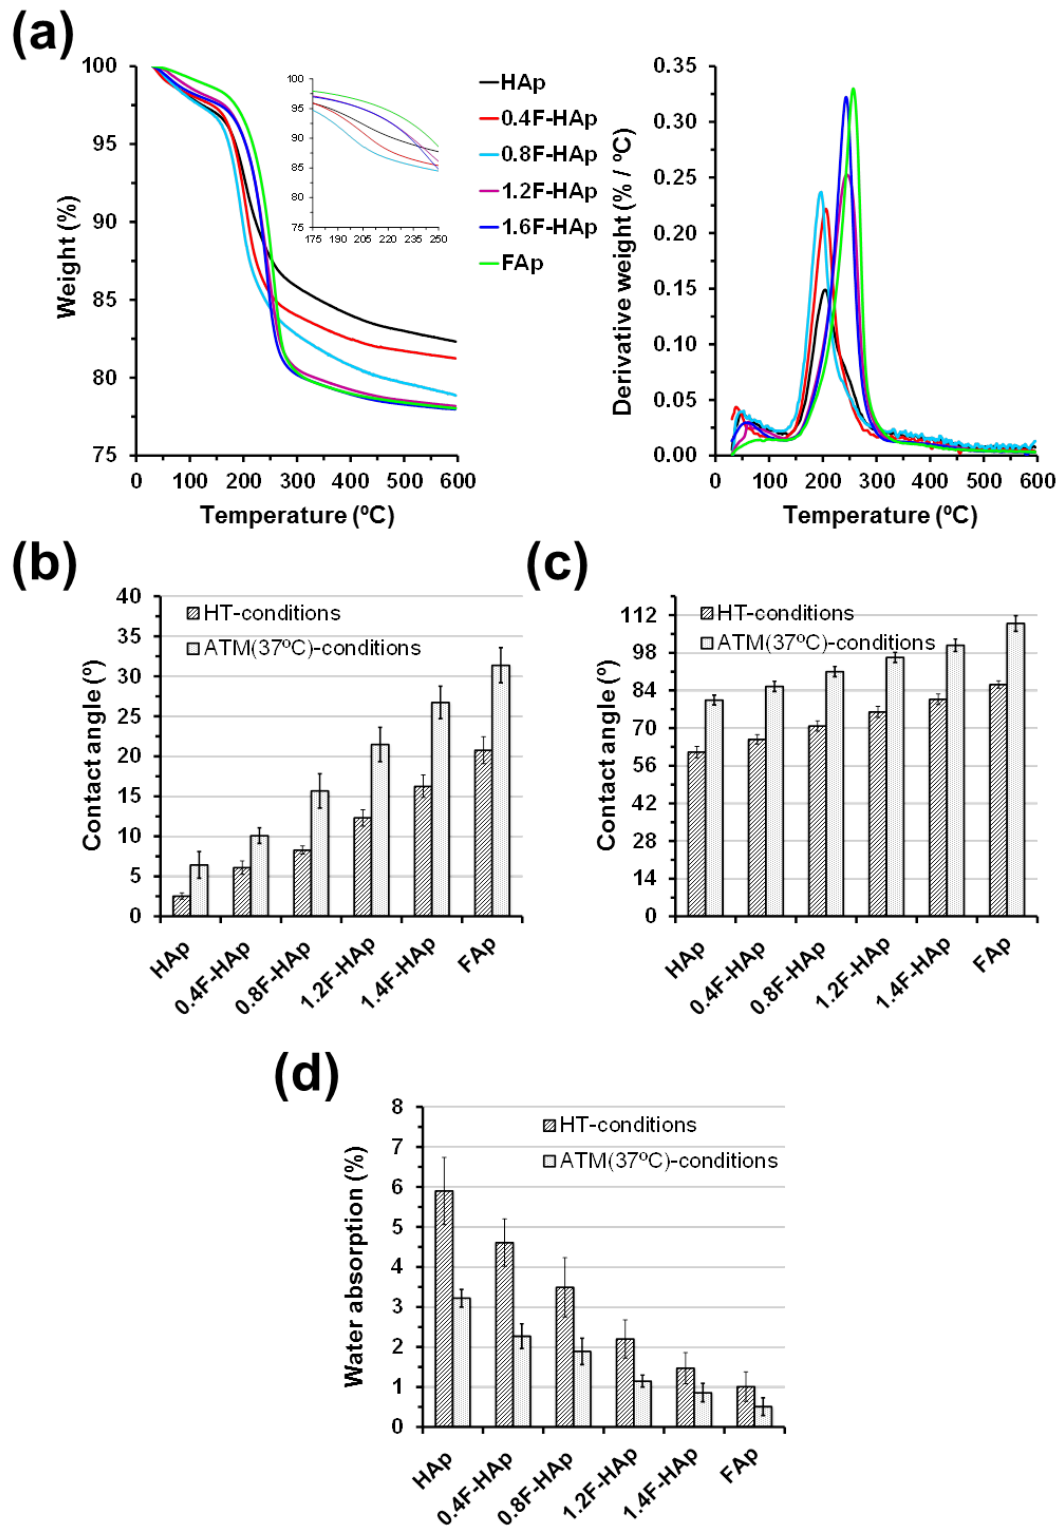 (a)
100
95
90
85
80
75
Weight (%)
0
100
200
300
400
500
600
Temperature (ºC)
100
95
90
85
80
75
175
190
205
220
235
250
HAp
0.4F-HAp
0.8F-HAp
1.2F-HAp
1.6F-HAp
FAp
0.35
0.30
0.25
0.20
0.15
0.10
0.05
0.00
Derivative weight (% / ºC)
0
100
200
300
400
500
600
Temperature (ºC)
(b)
40
35
30
25
20
15
10
5
0
Contact angle (º)
HT-conditions
ATM(37ºC)-conditions
HAp
0.4F-HAp
0.8F-HAp
1.2F-HAp
1.4F-HAp
FAp
(c)
112
98
84
70
56
42
28
14
0
Contact angle (º)
HT-conditions
ATM(37ºC)-conditions
HAp
0.4F-HAp
0.8F-HAp
1.2F-HAp
1.4F-HAp
FAp
(d)
8
7
6
5
4
3
2
1
0
Water absorption (%)
HT-conditions
ATM(37ºC)-conditions
HAp
0.4F-HAp
0.8F-HAp
1.2F-HAp
1.4F-HAp
FAp